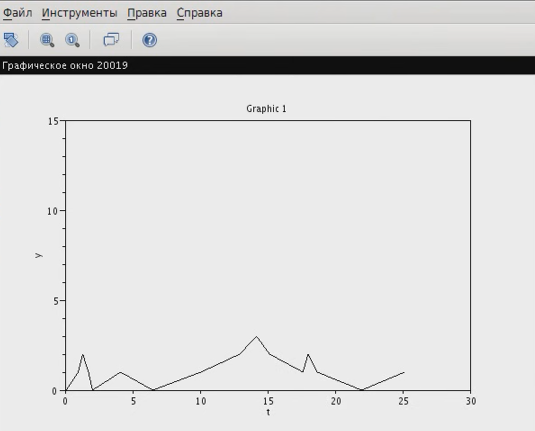 Файл Инструменты Правка Справка
Графическое окно 20019
Graphic 1
15
10
y
5
0
0 5 10 15 20 25 30
t